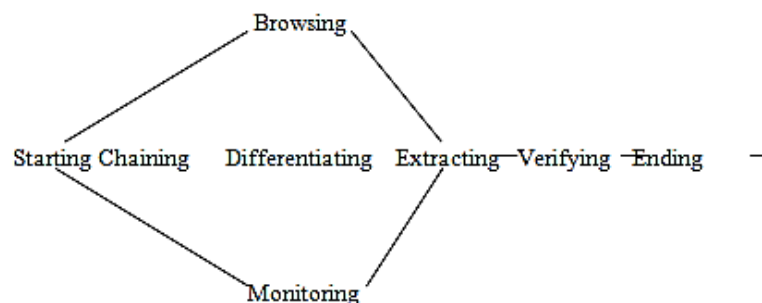 Browsing
Starting Chaining Differentiating Extracting Verifying Ending
Monitoring